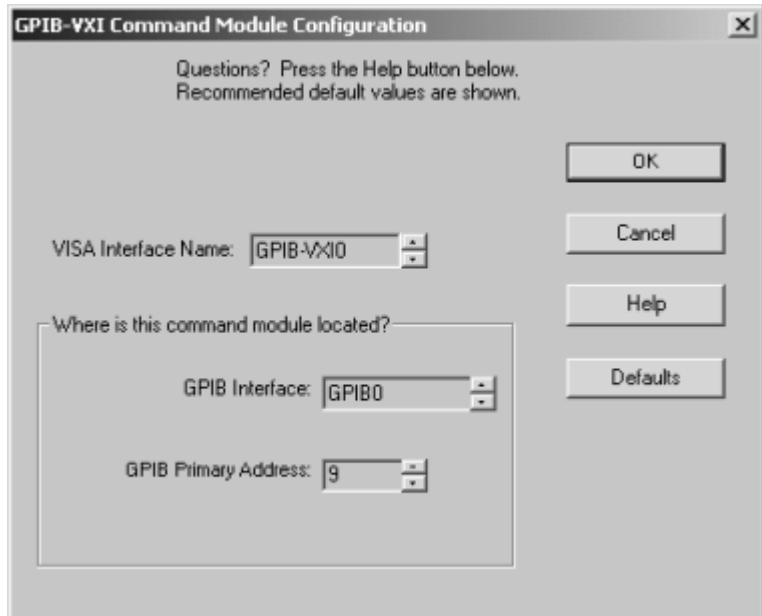 GPIB-VXI Command Module Configuration
Questions? Press the Help button below.
Recommended default values are shown.
OK
VISA Interface Name: GPIB-VXI0
Cancel
Help
Where is this command module located?
GPIB Interface: GPIB0
Defaults
GPIB Primary Address: 9